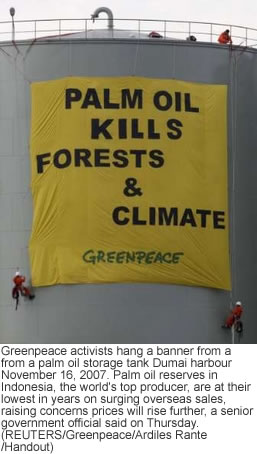 PALM OIL
KILLS
FORESTS
&
CLIMATE
GREENPEACE
Greenpeace activists hang a banner from a
from a palm oil storage tank Dumai harbour
November 16, 2007. Palm oil reserves in
Indonesia, the world's top producer, are at their
lowest in years on surging overseas sales,
raising concerns prices will rise further, a senior
government official said on Thursday.
(REUTERS/Greenpeace/Ardiles Rante
/Handout)